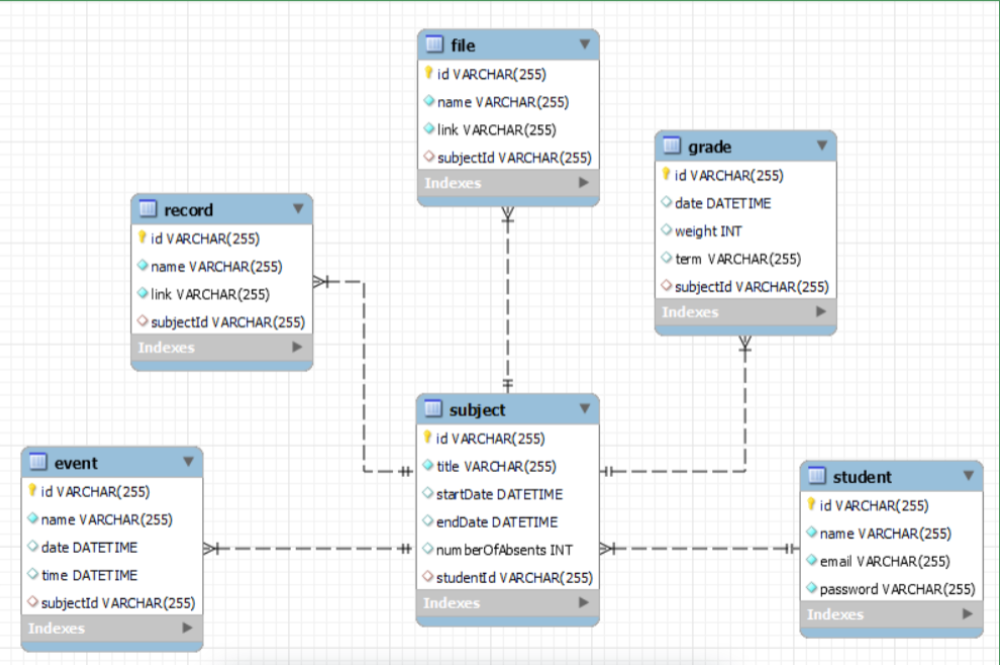 file
id VARCHAR(255)
name VARCHAR(255)
link VARCHAR(255)
subjectId VARCHAR(255)
Indexes
grade
id VARCHAR(255)
date DATETIME
weight INT
term VARCHAR(255)
subjectId VARCHAR(255)
Indexes
record
id VARCHAR(255)
name VARCHAR(255)
link VARCHAR(255)
subjectId VARCHAR(255)
Indexes
subject
id VARCHAR(255)
title VARCHAR(255)
startDate DATETIME
endDate DATETIME
numberOfAbsents INT
studentId VARCHAR(255)
Indexes
event
id VARCHAR(255)
name VARCHAR(255)
date DATETIME
time DATETIME
subjectId VARCHAR(255)
Indexes
student
id VARCHAR(255)
name VARCHAR(255)
email VARCHAR(255)
password VARCHAR(255)
Indexes